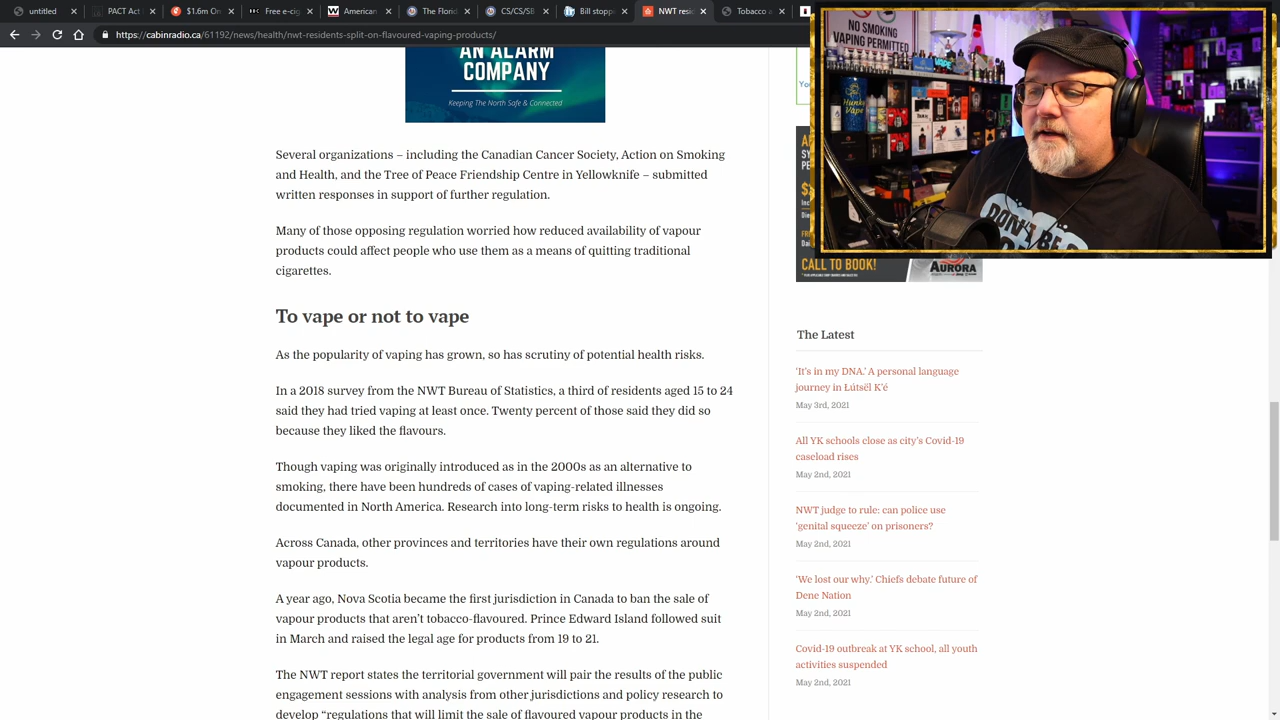 untitled
The Florida
CS/CS/SB
Bill store
NWT resi
Tobacco a
https://cabinradio.ca/61192/news/health/nwt-residents-split-on-flavoured-vaping-products/
AN ALARM
COMPANY
Keeping The North Safe & Connected
Several organizations – including the Canadian Cancer Society, Action on Smoking
and Health, and the Tree of Peace Friendship Centre in Yellowknife – submitted
written responses in support of further regulation.
Many of those opposing regulation worried how reduced availability of vapour
products could affect people who use them as a means of quitting traditional
cigarettes.
To vape or not to vape
As the popularity of vaping has grown, so has scrutiny of potential health risks.
In a 2018 survey from the NWT Bureau of Statistics, a third of residents aged 15 to 24
said they had tried vaping at least once. Twenty percent of those said they did so
because they liked the flavours.
Though vaping was originally introduced as in the 2000s as an alternative to
smoking, there have been hundreds of cases of vaping-related illnesses
documented in North America. Research into long-term risks to health is ongoing.
Across Canada, other provinces and territories have their own regulations around
vapour products.
A year ago, Nova Scotia became the first jurisdiction in Canada to ban the sale of
vapour products that aren't tobacco-flavoured. Prince Edward Island followed suit
in March and raised the legal age for products from 19 to 21.
The NWT report states the territorial government will pair the results of the public
engagement sessions with analysis from other jurisdictions and policy research to
develop "regulations that will limit the sale of flavoured vapour products in the
NO SMOKING
VAPING PERMITTED
VAPE
Hunky
Vape
DON'T BE
CALL TO BOOK!
AURORA
The Latest
'It's in my DNA.' A personal language
journey in Łútsël K'é
May 3rd, 2021
All YK schools close as city's Covid-19
caseload rises
May 2nd, 2021
NWT judge to rule: can police use
'genital squeeze' on prisoners?
May 2nd, 2021
'We lost our why.' Chiefs debate future of
Dene Nation
May 2nd, 2021
Covid-19 outbreak at YK school, all youth
activities suspended
May 2nd, 2021